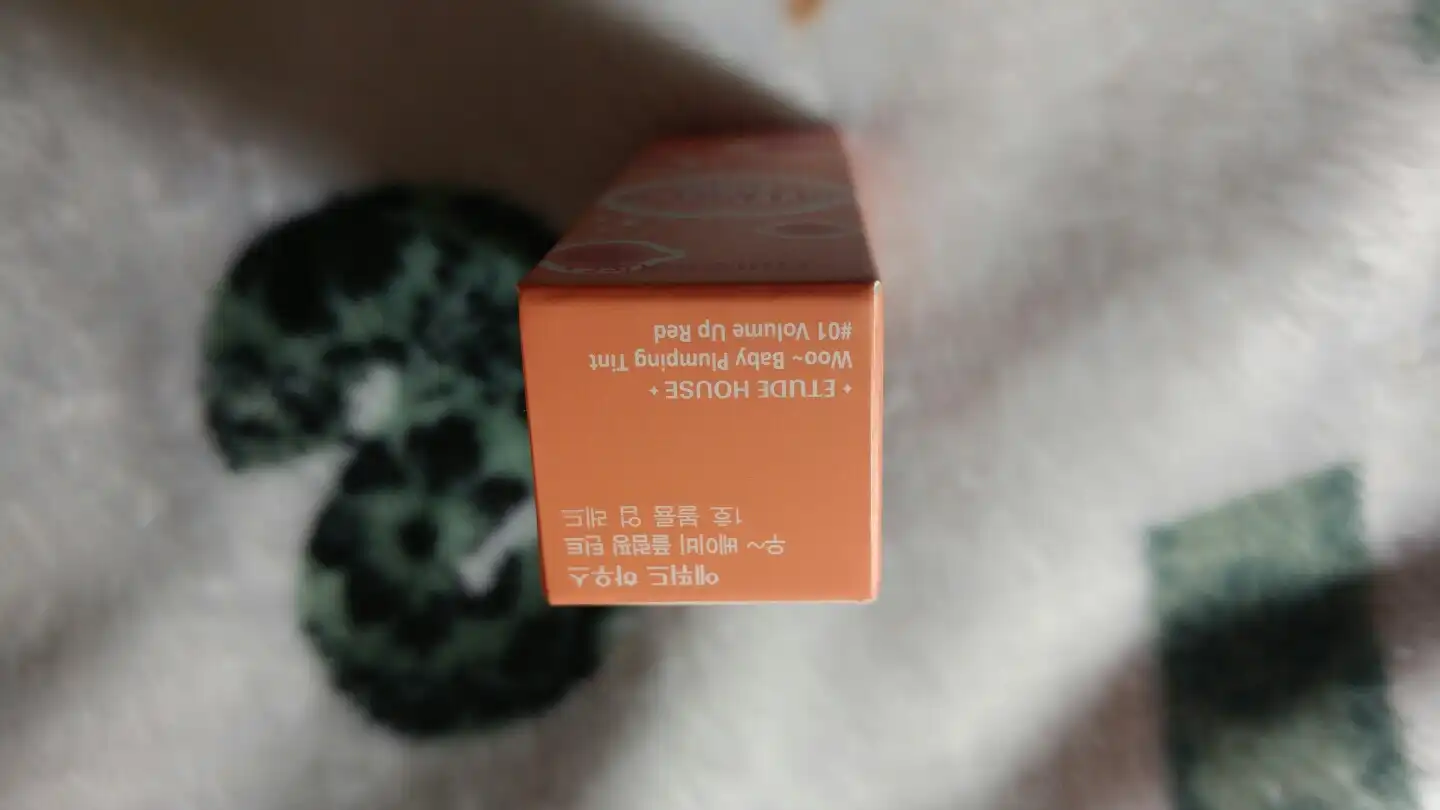 에뛰드 하우스
우~ 베이비 플럼핑 틴트
1호 볼륨 업 레드
✦ ETUDE HOUSE ✦
Woo~ Baby Plumping Tint
#01 Volume Up Red